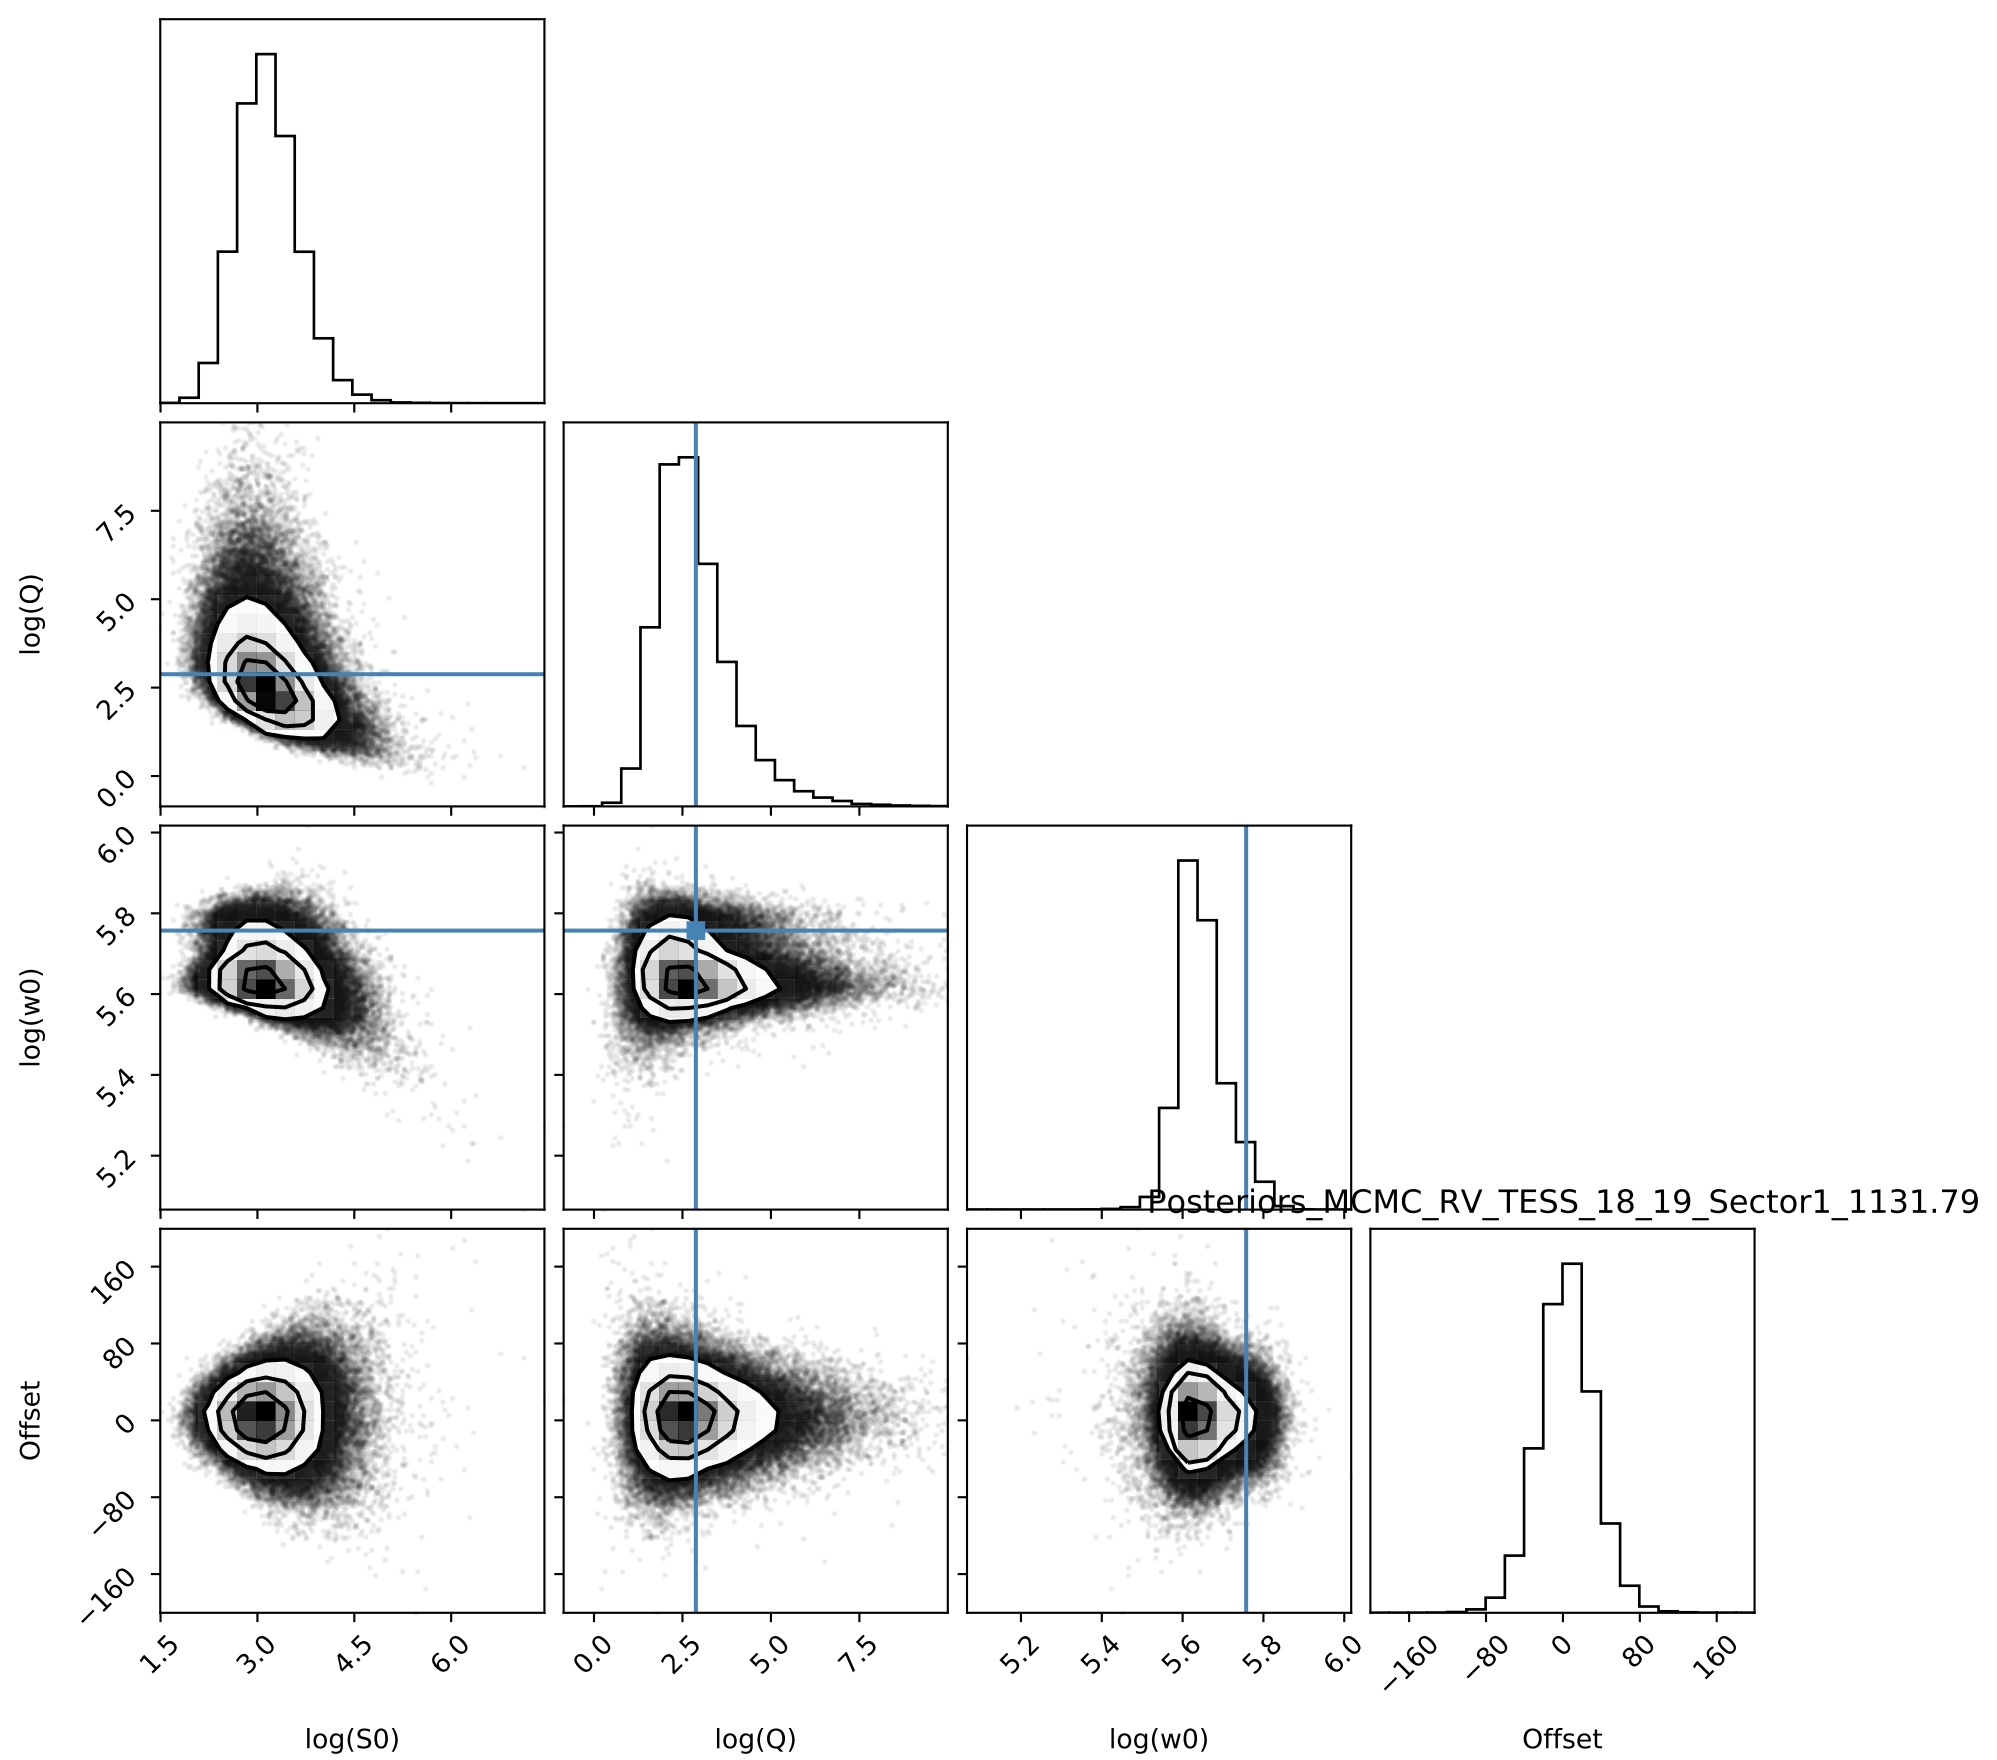 7.5
5.0
2.5
0.0
log(Q)
6.0
5.8
5.6
5.4
5.2
log(w0)
Posteriors_MCMC_RV_TESS_18_19_Sector1_1131.79
160
80
0
−80
−160
Offset
1.5 3.0 4.5 6.0
0.0 2.5 5.0 7.5
5.2 5.4 5.6 5.8 6.0
−160 −80 0 80 160
log(S0) log(Q) log(w0) Offset